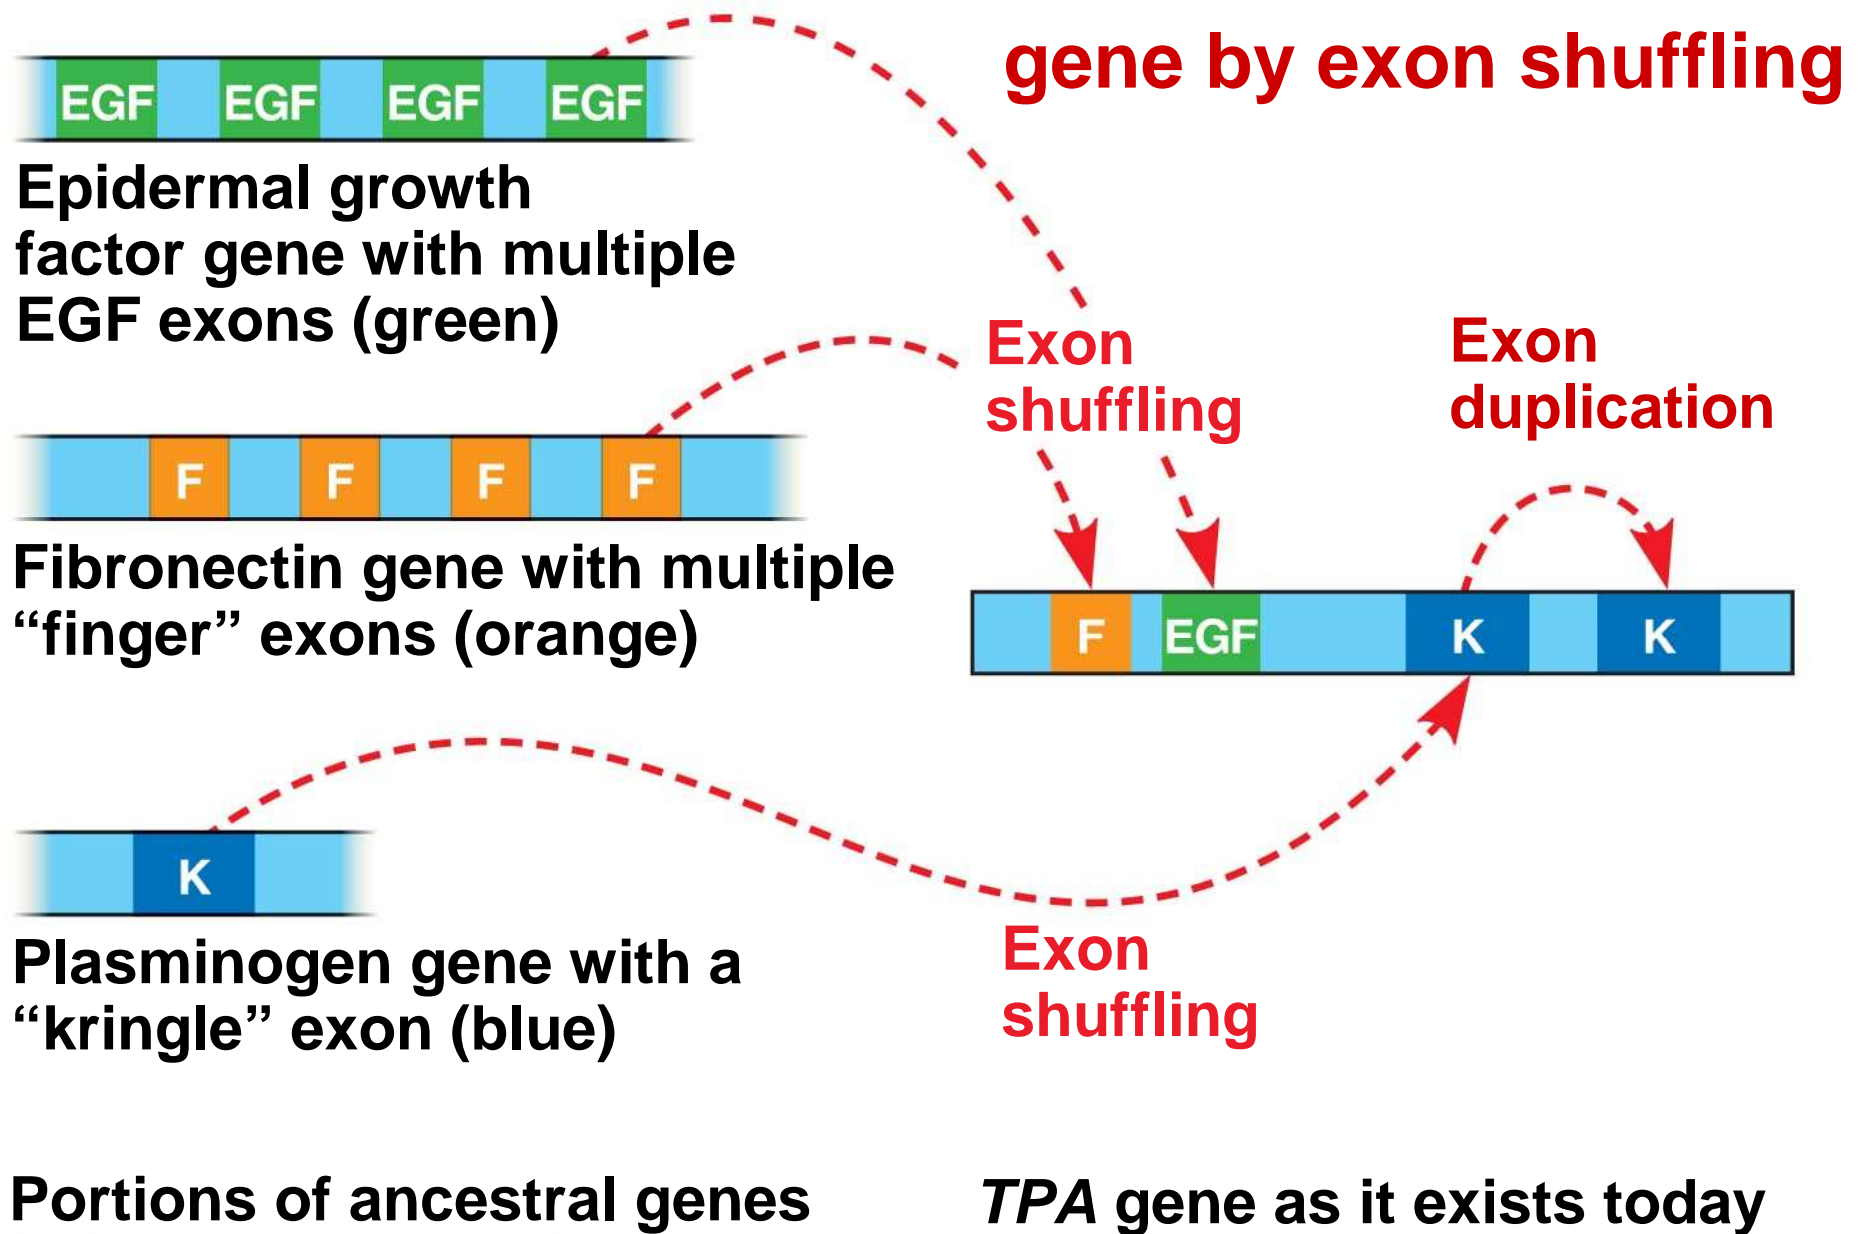 gene by exon shuffling
EGF EGF EGF EGF
Epidermal growth
factor gene with multiple
EGF exons (green)
Exon
shuffling
Exon
duplication
F F F F
Fibronectin gene with multiple
“finger” exons (orange)
F EGF K K
K
Plasminogen gene with a
“kringle” exon (blue)
Exon
shuffling
Portions of ancestral genes
TPA gene as it exists today